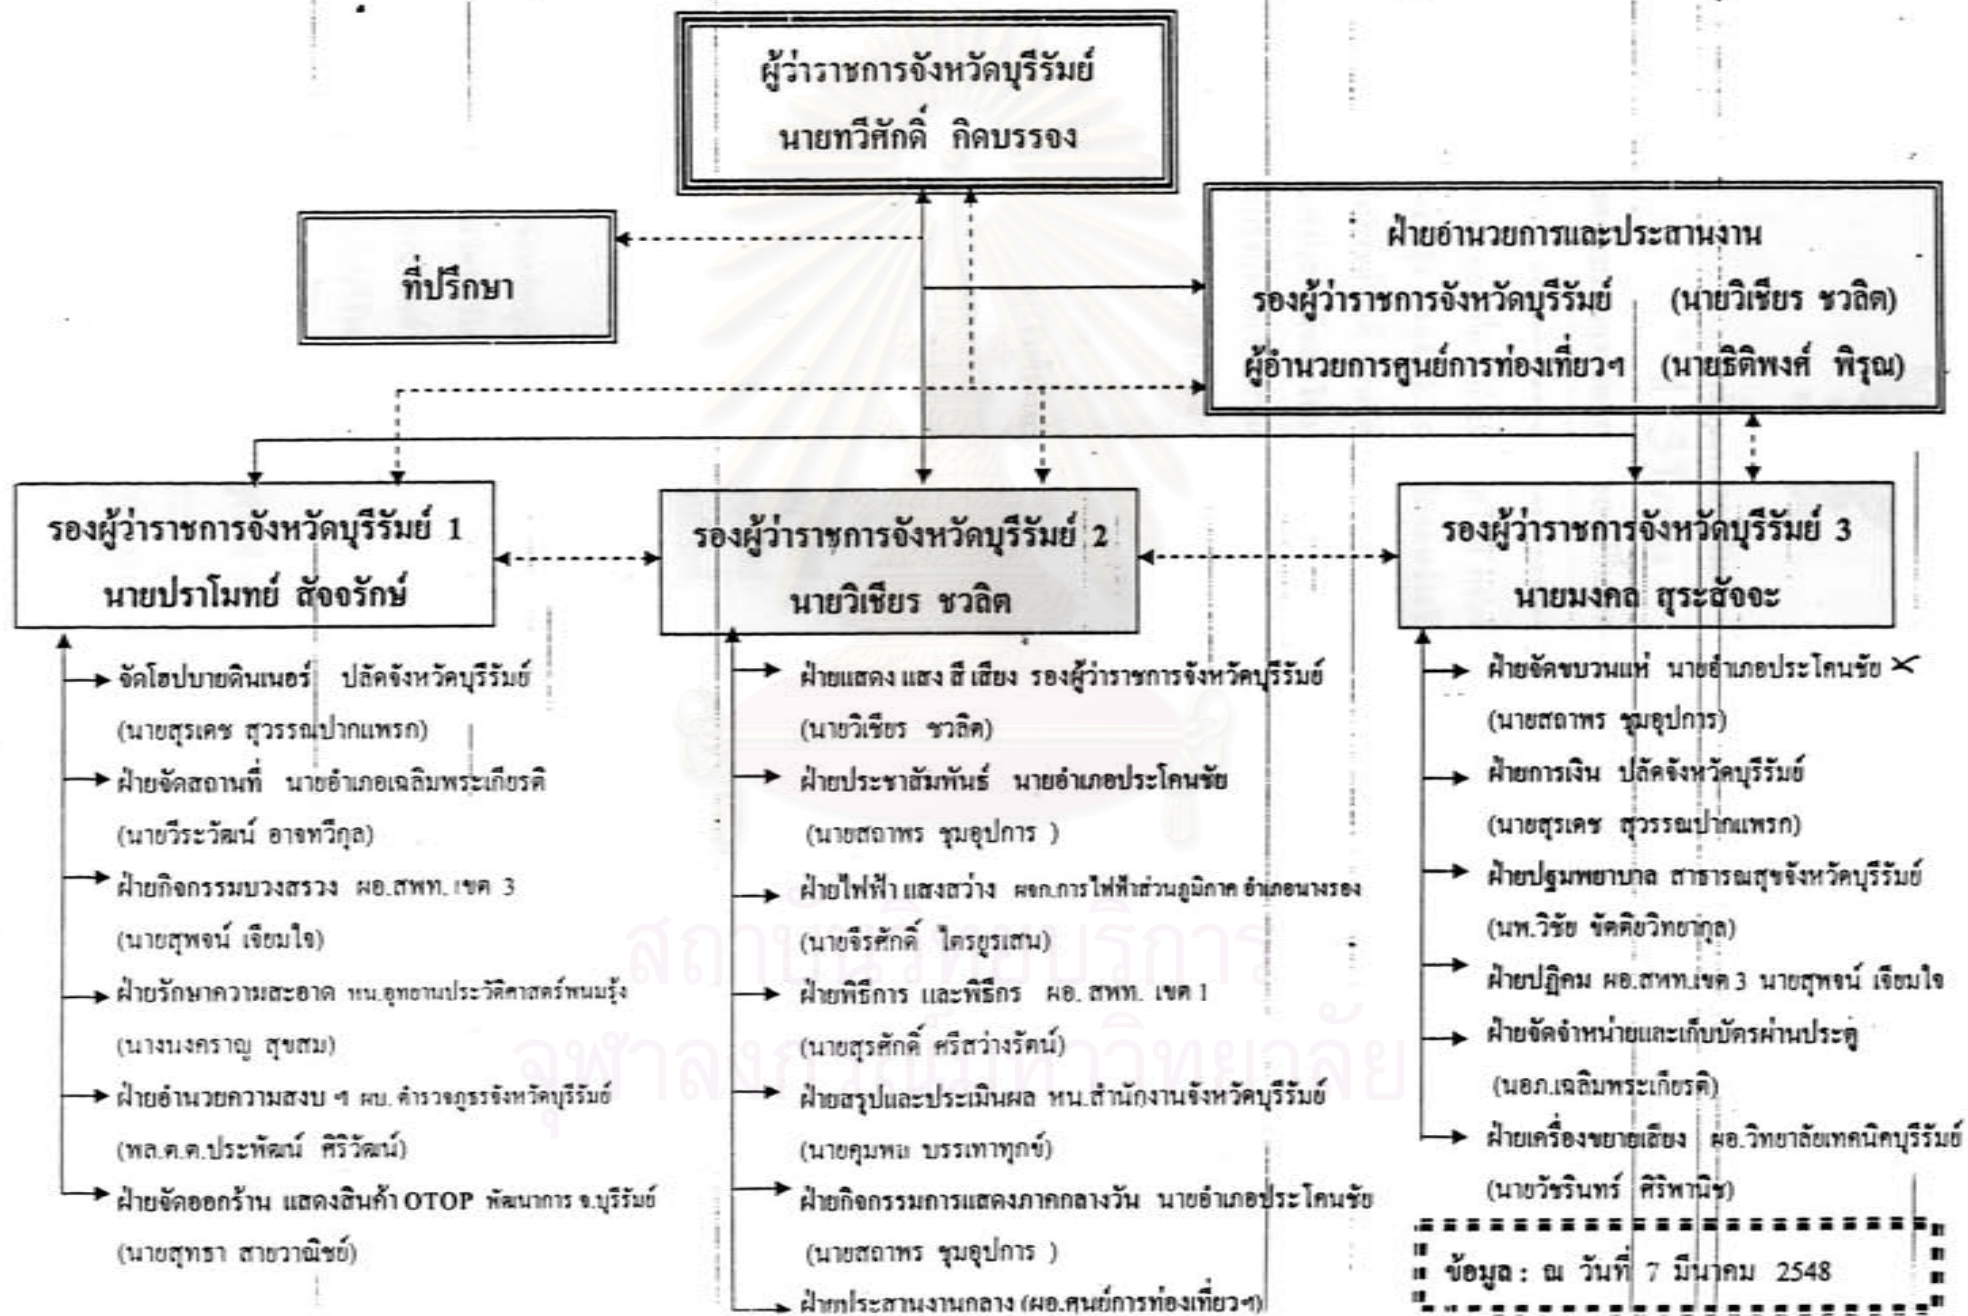 ผู้ว่าราชการจังหวัดบุรีรัมย์
นายทวีศักดิ์ คิดบรรจง
ที่ปรึกษา
ฝ่ายอำนวยการและประสานงาน
รองผู้ว่าราชการจังหวัดบุรีรัมย์ (นายวิเชียร ชวลิต)
ผู้อำนวยการศูนย์การท่องเที่ยวฯ (นายธิติพงศ์ พิรุณ)
รองผู้ว่าราชการจังหวัดบุรีรัมย์ 1
นายปราโมทย์ สัจจรักษ์
รองผู้ว่าราชการจังหวัดบุรีรัมย์ 2
นายวิเชียร ชวลิต
รองผู้ว่าราชการจังหวัดบุรีรัมย์ 3
นายมงคล สุระสัจจะ
จัดโฮปบายดินเนอร์ ปลัดจังหวัดบุรีรัมย์
(นายสุรเดช สุวรรณปากแพรก)
ฝ่ายจัดสถานที่ นายอำเภอเฉลิมพระเกียรติ
(นายวีระวัฒน์ อาจทวีกุล)
ฝ่ายกิจกรรมบวงสรวง ผอ.สพท. เขต 3
(นายสุพจน์ เจียมใจ)
ฝ่ายรักษาความสะอาด หน.อุทยานประวัติศาสตร์พนมรุ้ง
(นางนงคราญ สุขสม)
ฝ่ายอำนวยความสงบ ฯ ผบ. ตำรวจภูธรจังหวัดบุรีรัมย์
(พล.ต.ต.ประพัฒน์ ศิริวัฒน์)
ฝ่ายจัดออกร้าน แสดงสินค้า OTOP พัฒนาการ จ.บุรีรัมย์
(นายสุทธา สายวาณิชย์)
ฝ่ายแสดง แสง สี เสียง รองผู้ว่าราชการจังหวัดบุรีรัมย์
(นายวิเชียร ชวลิต)
ฝ่ายประชาสัมพันธ์ นายอำเภอประโคนชัย
(นายสถาพร ชุมอุปการ )
ฝ่ายไฟฟ้า แสงสว่าง ผจก.การไฟฟ้าส่วนภูมิภาค อำเภอนางรอง
(นายจิรศักดิ์ ไตรยูรเสน)
ฝ่ายพิธีการ และพิธีกร ผอ. สพท. เขต 1
(นายสุรศักดิ์ ศรีสว่างรัตน์)
ฝ่ายสรุปและประเมินผล หน.สำนักงานจังหวัดบุรีรัมย์
(นายคุมพล บรรเทาทุกข์)
ฝ่ายกิจกรรมการแสดงภาคกลางวัน นายอำเภอประโคนชัย
(นายสถาพร ชุมอุปการ )
ฝ่ายประสานงานกลาง (ผอ.ศูนย์การท่องเที่ยวฯ)
ฝ่ายจัดขบวนแห่ นายอำเภอประโคนชัย
(นายสถาพร ชุมอุปการ)
ฝ่ายการเงิน ปลัดจังหวัดบุรีรัมย์
(นายสุรเดช สุวรรณปากแพรก)
ฝ่ายปฐมพยาบาล สาธารณสุขจังหวัดบุรีรัมย์
(นพ.วิชัย ขัตติยวิทยากุล)
ฝ่ายปฏิคม ผอ.สพท.เขต 3 นายสุพจน์ เจียมใจ
ฝ่ายจัดจำหน่ายและเก็บบัตรผ่านประตู
(นอภ.เฉลิมพระเกียรติ)
ฝ่ายเครื่องขยายเสียง ผอ.วิทยาลัยเทคนิคบุรีรัมย์
(นายวัชรินทร์ ศิริพานิช)
ข้อมูล : ณ วันที่ 7 มีนาคม 2548
สถาบันวิทยบริการ
จุฬาลงกรณ์มหาวิทยาลัย